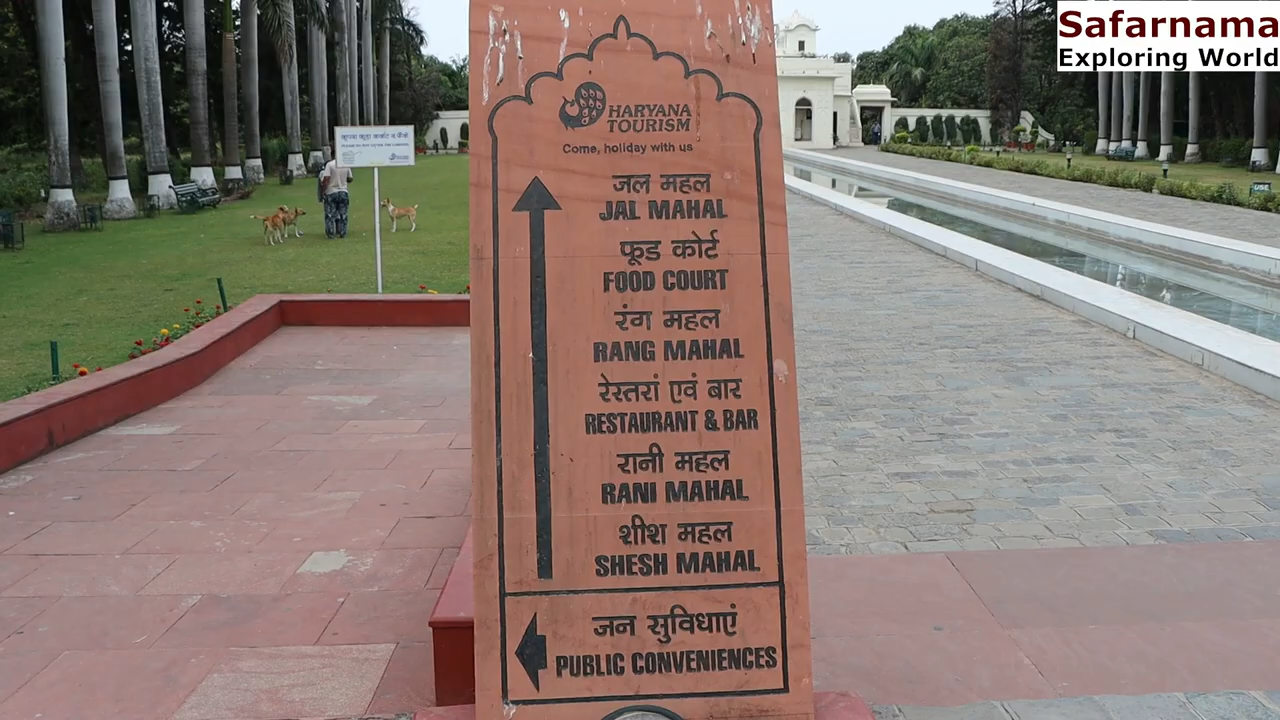 Safarnama
Exploring World
HARYANA
TOURISM
Come, holiday with us
जल महल
JAL MAHAL
फूड कोर्ट
FOOD COURT
रंग महल
RANG MAHAL
रेस्तरां एवं बार
RESTAURANT & BAR
रानी महल
RANI MAHAL
शीश महल
SHESH MAHAL
जन सुविधाएं
PUBLIC CONVENIENCES